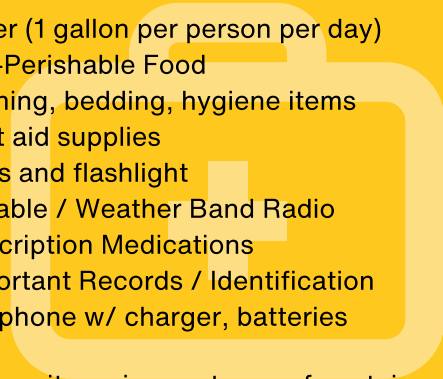 er (1 gallon per person per day)
-Perishable Food
hing, bedding, hygiene items
t aid supplies
s and flashlight
able / Weather Band Radio
cription Medications
ortant Records / Identification
phone w/ charger, batteries